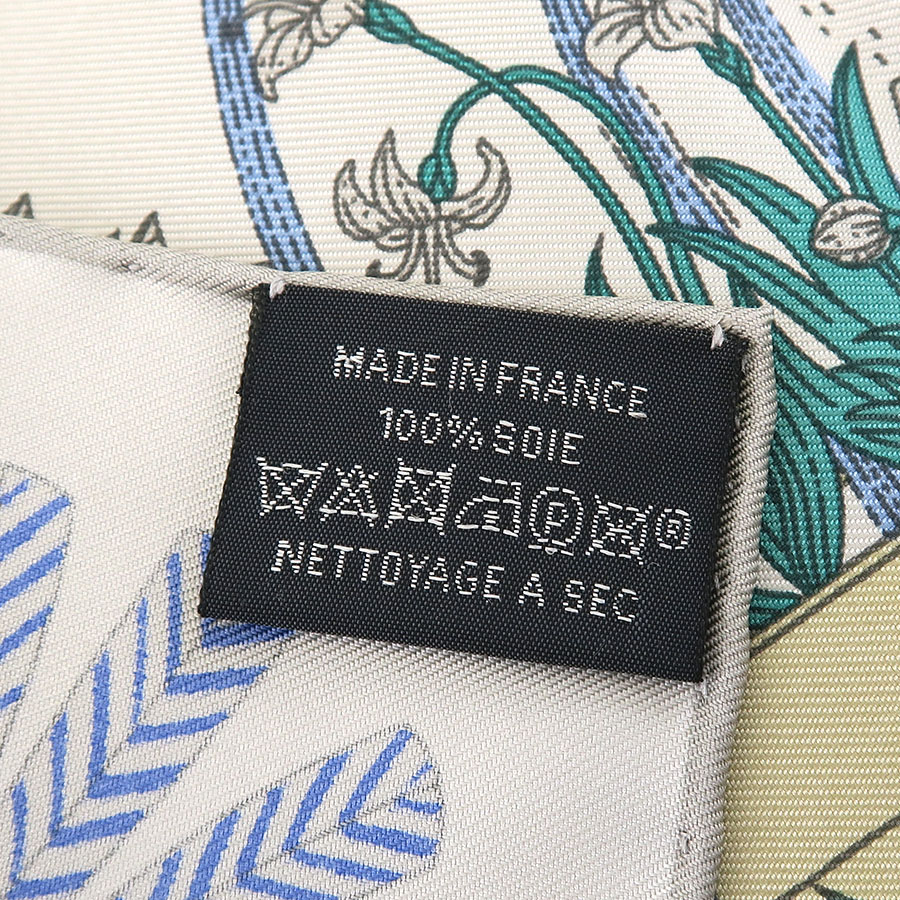 MADE IN FRANCE
100% SOIE
P ®
NETTOYAGE A SEC